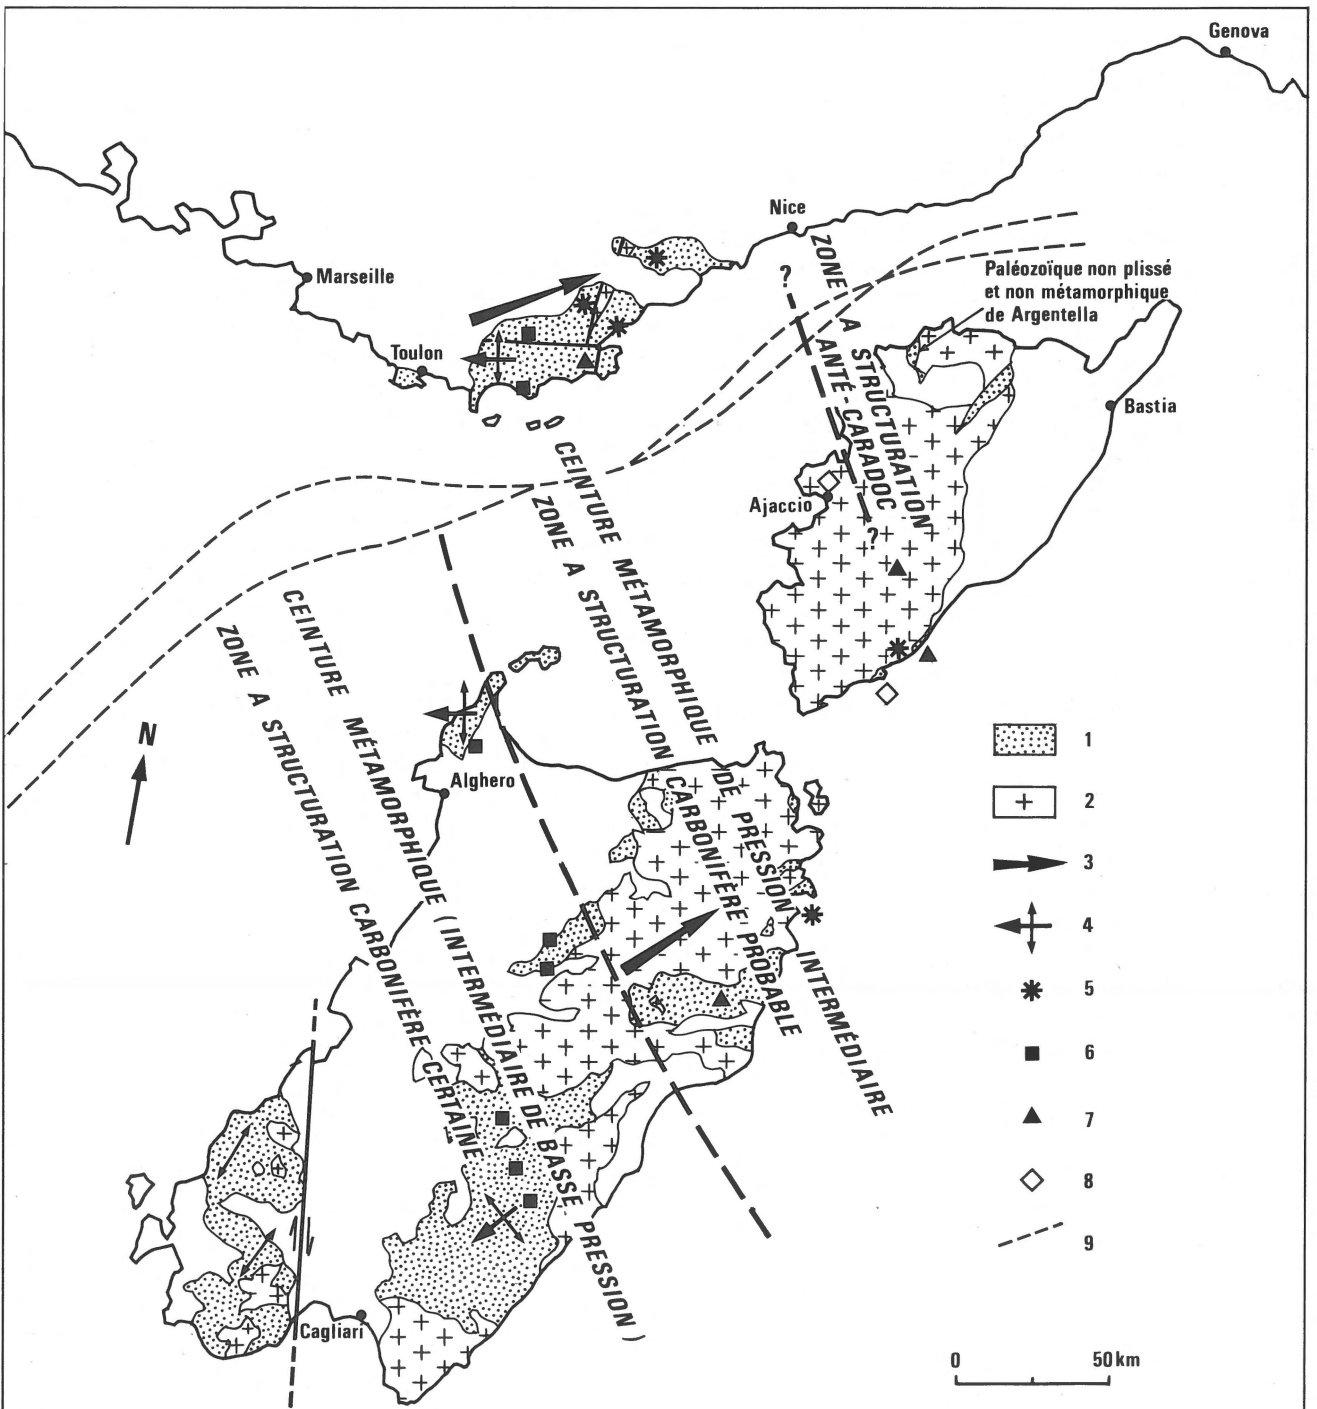 Genova
Nice
Marseille
Toulon
Paléozoïque non plissé
et non métamorphique
de Argentella
Bastia
Ajaccio
?
?
ZONE A STRUCTURATION
ANTÉ-CARADOC
CEINTURE MÉTAMORPHIQUE DE PRESSION INTERMÉDIAIRE
ZONE A STRUCTURATION CARBONIFÈRE PROBABLE
CEINTURE MÉTAMORPHIQUE (INTERMÉDIAIRE DE BASSE PRESSION)
ZONE A STRUCTURATION CARBONIFÈRE CERTAINE
N
Alghero
Cagliari
1
2
3
4
5
6
7
8
9
0 50 km